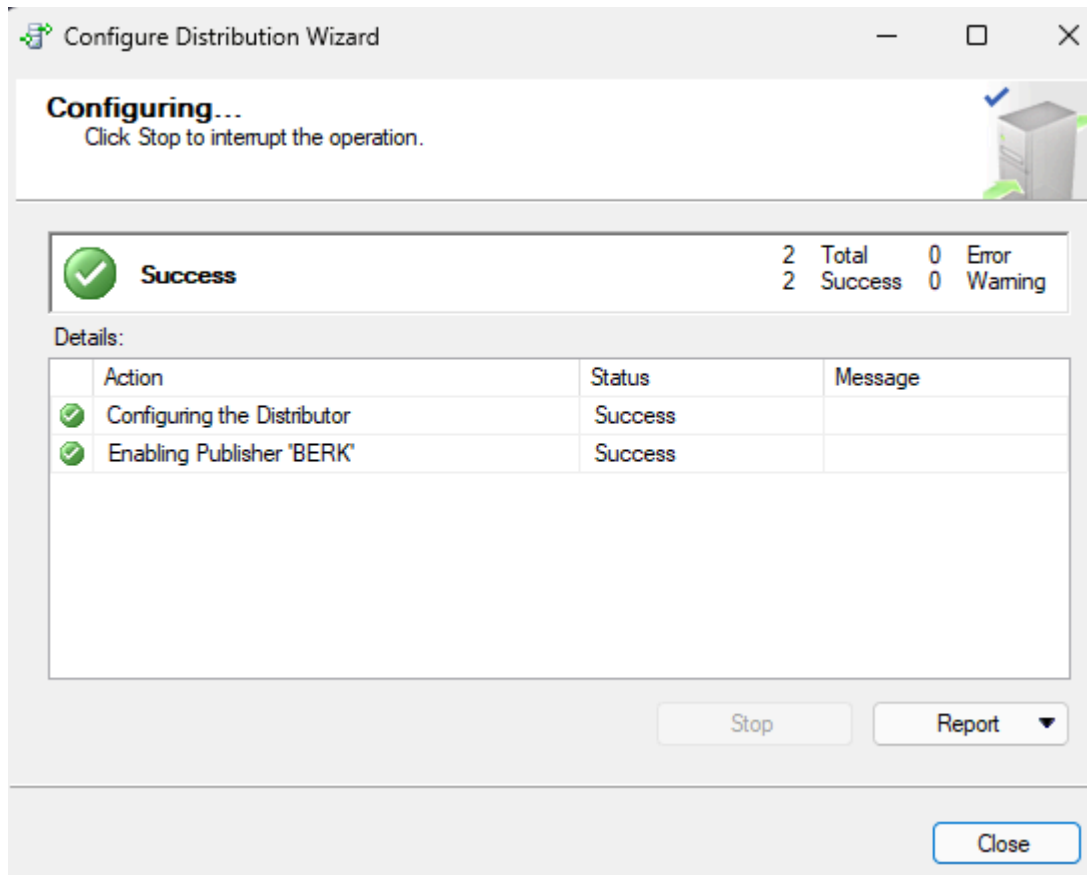 Configure Distribution Wizard
Configuring...
Click Stop to interrupt the operation.
Success 2 Total 0 Error
2 Success 0 Warning
Details:
Action Status Message
Configuring the Distributor Success
Enabling Publisher 'BERK' Success
Stop Report
Close